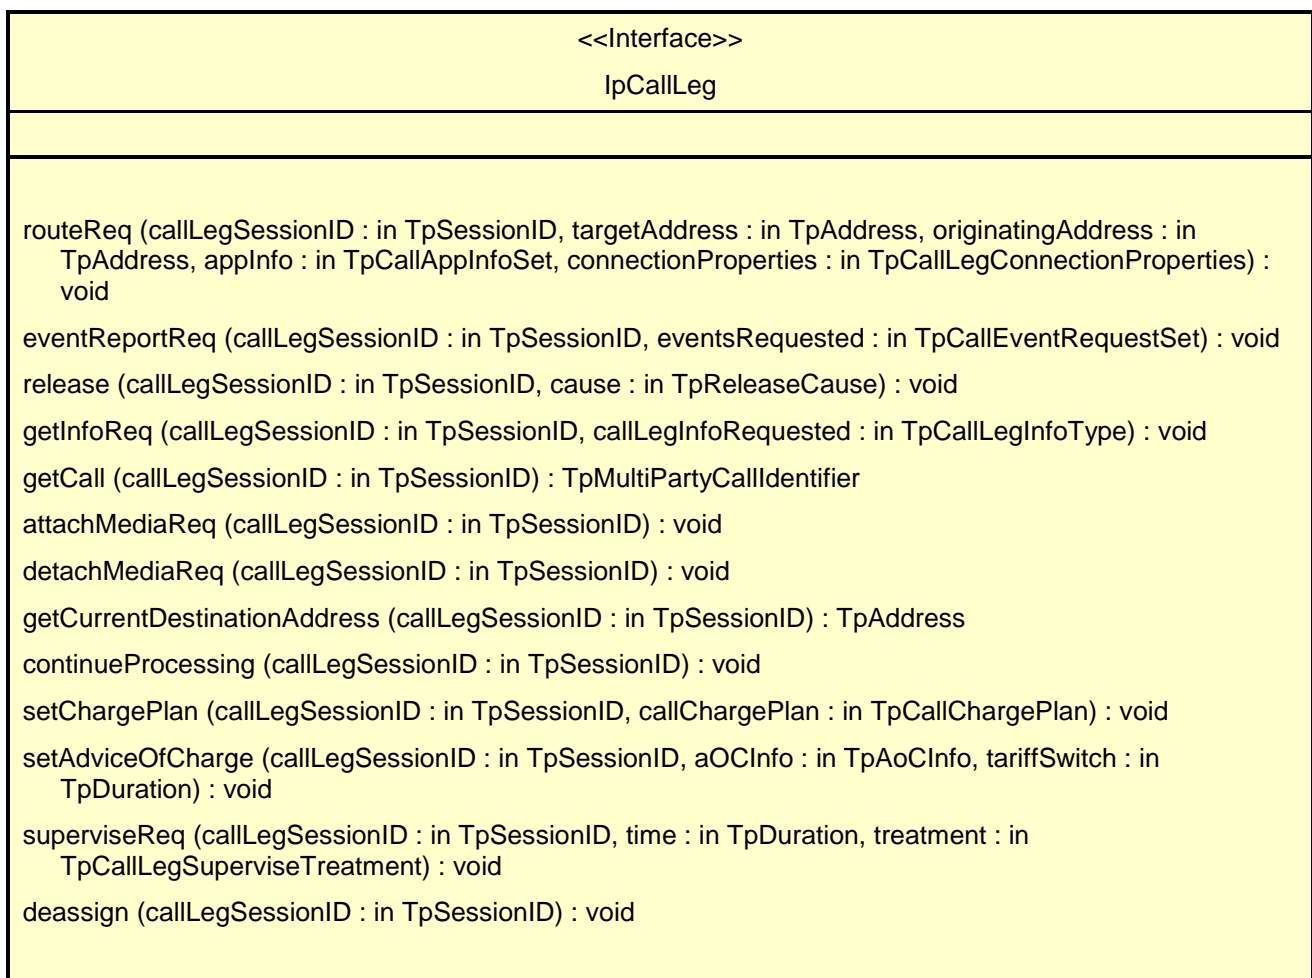 <<Interface>>
IpCallLeg
routeReq (callLegSessionID : in TpSessionID, targetAddress : in TpAddress, originatingAddress : in
TpAddress, appInfo : in TpCallAppInfoSet, connectionProperties : in TpCallLegConnectionProperties) :
void
eventReportReq (callLegSessionID : in TpSessionID, eventsRequested : in TpCallEventRequestSet) : void
release (callLegSessionID : in TpSessionID, cause : in TpReleaseCause) : void
getInfoReq (callLegSessionID : in TpSessionID, callLegInfoRequested : in TpCallLegInfoType) : void
getCall (callLegSessionID : in TpSessionID) : TpMultiPartyCallIdentifier
attachMediaReq (callLegSessionID : in TpSessionID) : void
detachMediaReq (callLegSessionID : in TpSessionID) : void
getCurrentDestinationAddress (callLegSessionID : in TpSessionID) : TpAddress
continueProcessing (callLegSessionID : in TpSessionID) : void
setChargePlan (callLegSessionID : in TpSessionID, callChargePlan : in TpCallChargePlan) : void
setAdviceOfCharge (callLegSessionID : in TpSessionID, aOCInfo : in TpAoCInfo, tariffSwitch : in
TpDuration) : void
superviseReq (callLegSessionID : in TpSessionID, time : in TpDuration, treatment : in
TpCallLegSuperviseTreatment) : void
deassign (callLegSessionID : in TpSessionID) : void